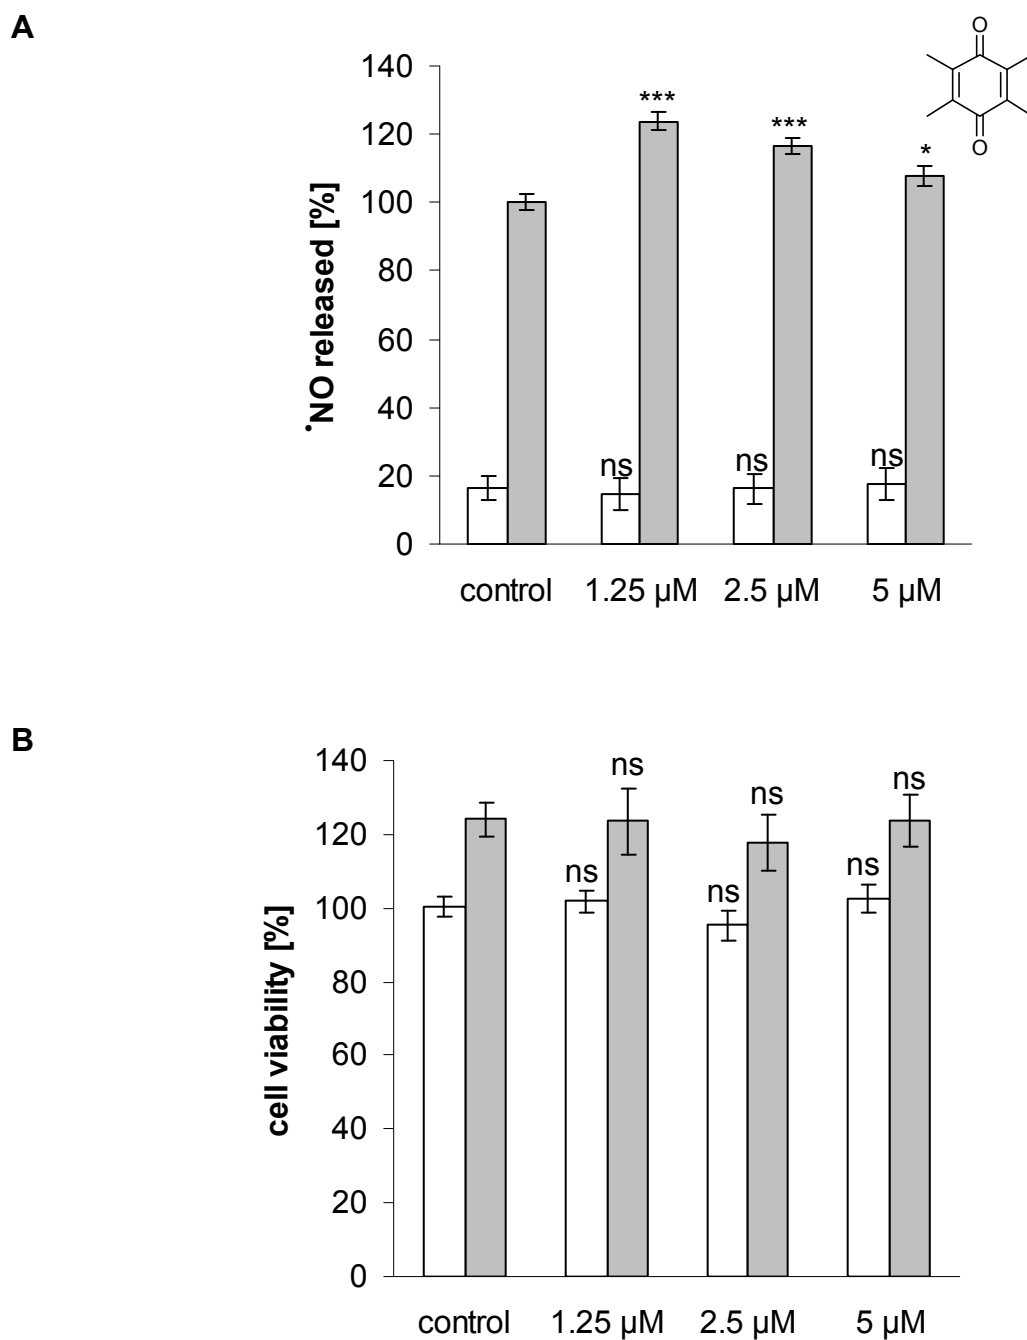 A
O
O
•NO released [%]
140
120
100
80
60
40
20
0
***
***
*
ns
ns
ns
control
1.25 µM
2.5 µM
5 µM
B
cell viability [%]
140
120
100
80
60
40
20
0
ns
ns
ns
ns
ns
ns
control
1.25 µM
2.5 µM
5 µM